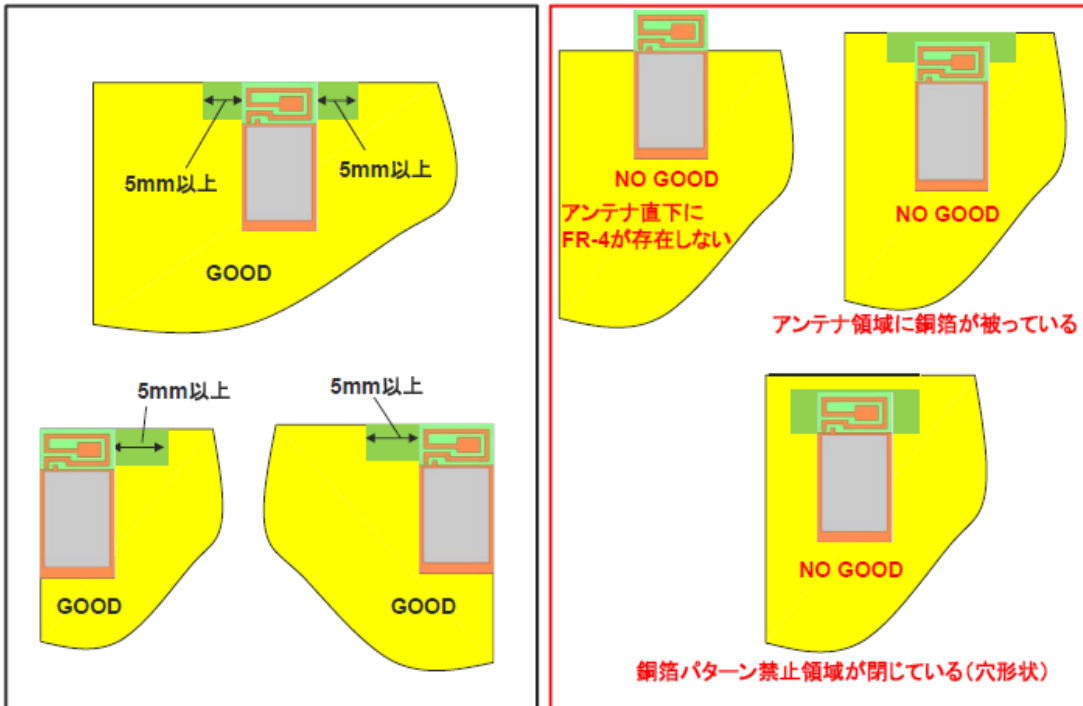 5mm以上
5mm以上
GOOD
5mm以上
5mm以上
GOOD
GOOD
NO GOOD
アンテナ直下に
FR-4が存在しない
NO GOOD
アンテナ領域に銅箔が被っている
NO GOOD
銅箔パターン禁止領域が閉じている(穴形状)